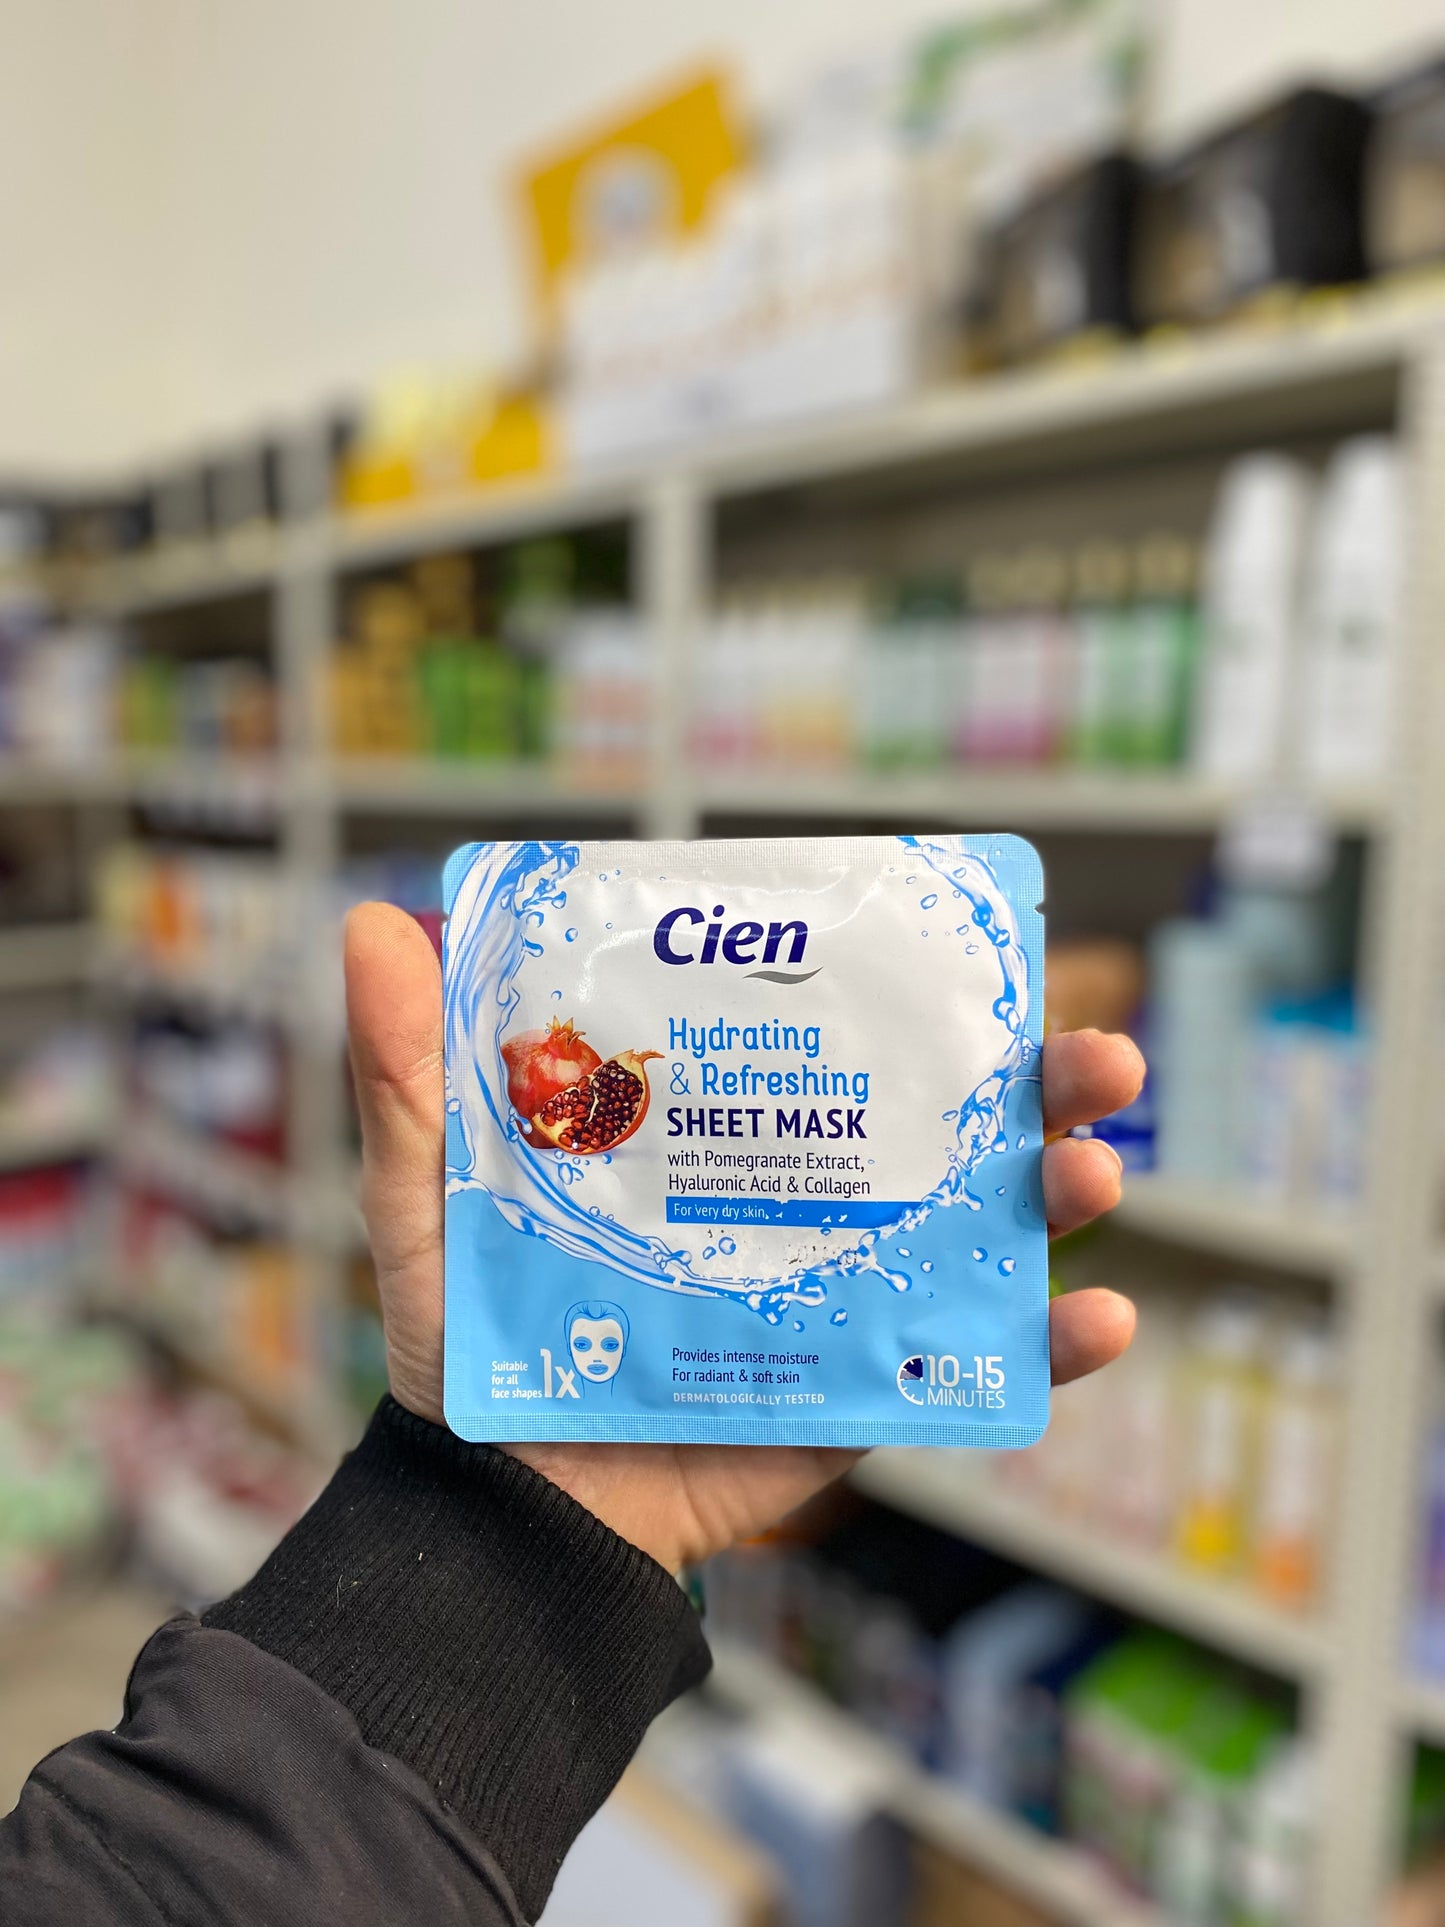 Cien
Hydrating
& Refreshing
SHEET MASK
with Pomegranate Extract,
Hyaluronic Acid & Collagen
For very dry skin
Suitable
for all
face shapes
1x
Provides intense moisture
For radiant & soft skin
DERMATOLOGICALLY TESTED
10-15
MINUTES